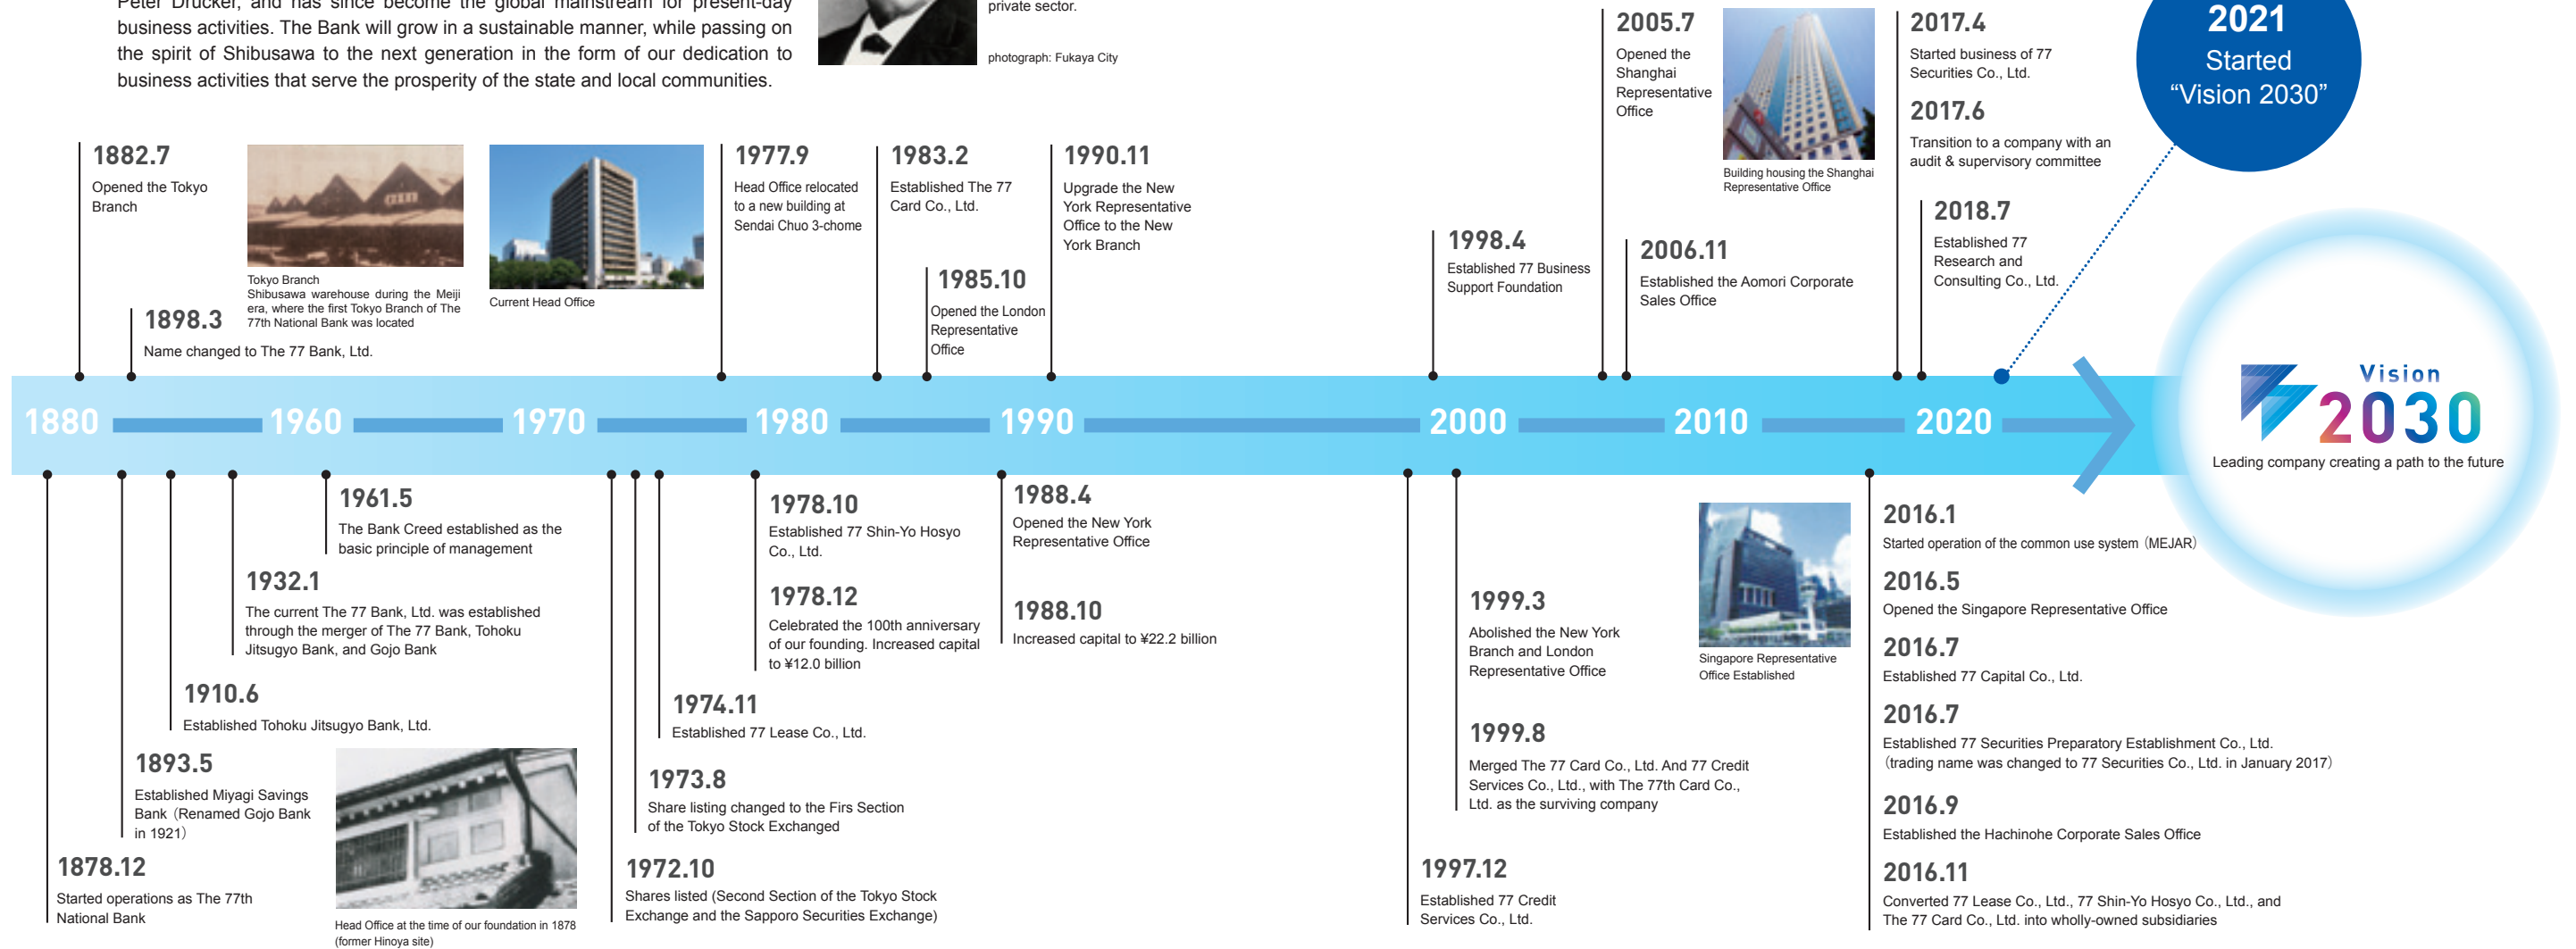 Peter Drucker, and has since become the global mainstream for present-day
business activities. The Bank will grow in a sustainable manner, while passing on
the spirit of Shibusawa to the next generation in the form of our dedication to
business activities that serve the prosperity of the state and local communities.
private sector.
photograph: Fukaya City
1882.7
Opened the Tokyo
Branch
1898.3
Name changed to The 77 Bank, Ltd.
Tokyo Branch
Shibusawa warehouse during the Meiji
era, where the first Tokyo Branch of The
77th National Bank was located
Current Head Office
1977.9
Head Office relocated
to a new building at
Sendai Chuo 3-chome
1983.2
Established The 77
Card Co., Ltd.
1985.10
Opened the London
Representative
Office
1990.11
Upgrade the New
York Representative
Office to the New
York Branch
1998.4
Established 77 Business
Support Foundation
2005.7
Opened the
Shanghai
Representative
Office
Building housing the Shanghai
Representative Office
2006.11
Established the Aomori Corporate
Sales Office
2017.4
Started business of 77
Securities Co., Ltd.
2017.6
Transition to a company with an
audit & supervisory committee
2018.7
Established 77
Research and
Consulting Co., Ltd.
2021
Started
“Vision 2030”
1880
1960
1970
1980
1990
2000
2010
2020
Vision
2030
Leading company creating a path to the future
1961.5
The Bank Creed established as the
basic principle of management
1932.1
The current The 77 Bank, Ltd. was established
through the merger of The 77 Bank, Tohoku
Jitsugyo Bank, and Gojo Bank
1910.6
Established Tohoku Jitsugyo Bank, Ltd.
1893.5
Established Miyagi Savings
Bank（Renamed Gojo Bank
in 1921）
1878.12
Started operations as The 77th
National Bank
Head Office at the time of our foundation in 1878
(former Hinoya site)
1978.10
Established 77 Shin-Yo Hosyo
Co., Ltd.
1978.12
Celebrated the 100th anniversary
of our founding. Increased capital
to ¥12.0 billion
1974.11
Established 77 Lease Co., Ltd.
1973.8
Share listing changed to the Firs Section
of the Tokyo Stock Exchanged
1972.10
Shares listed (Second Section of the Tokyo Stock
Exchange and the Sapporo Securities Exchange)
1988.4
Opened the New York
Representative Office
1988.10
Increased capital to ¥22.2 billion
1999.3
Abolished the New York
Branch and London
Representative Office
1999.8
Merged The 77 Card Co., Ltd. And 77 Credit
Services Co., Ltd., with The 77th Card Co.,
Ltd. as the surviving company
1997.12
Established 77 Credit
Services Co., Ltd.
Singapore Representative
Office Established
2016.1
Started operation of the common use system（MEJAR）
2016.5
Opened the Singapore Representative Office
2016.7
Established 77 Capital Co., Ltd.
2016.7
Established 77 Securities Preparatory Establishment Co., Ltd.
（trading name was changed to 77 Securities Co., Ltd. in January 2017）
2016.9
Established the Hachinohe Corporate Sales Office
2016.11
Converted 77 Lease Co., Ltd., 77 Shin-Yo Hosyo Co., Ltd., and
The 77 Card Co., Ltd. into wholly-owned subsidiaries